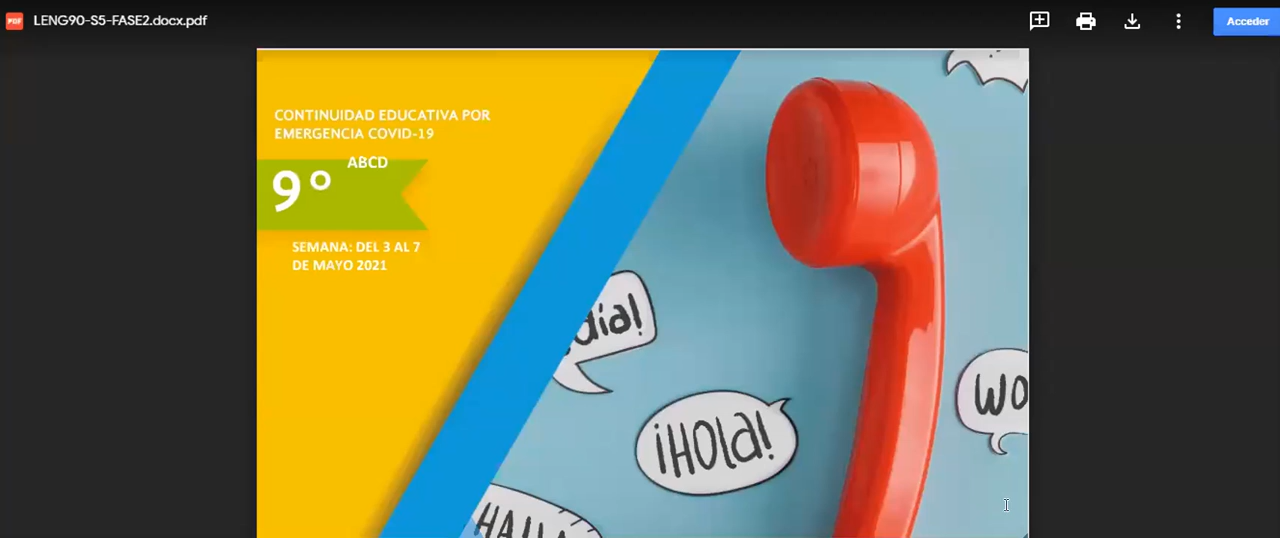 PDF
LENG90-S5-FASE2.docx.pdf
Acceder
CONTINUIDAD EDUCATIVA POR
EMERGENCIA COVID-19
ABCD
9°
SEMANA: DEL 3 AL 7
DE MAYO 2021
¡Hola!